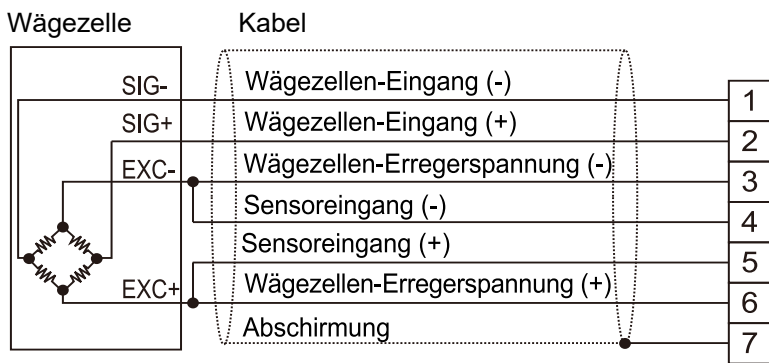 Wägezelle Kabel
SIG- Wägezellen-Eingang (-) 1
SIG+ Wägezellen-Eingang (+) 2
EXC- Wägezellen-Erregerspannung (-) 3
Sensoreingang (-) 4
Sensoreingang (+) 5
EXC+ Wägezellen-Erregerspannung (+) 6
Abschirmung 7